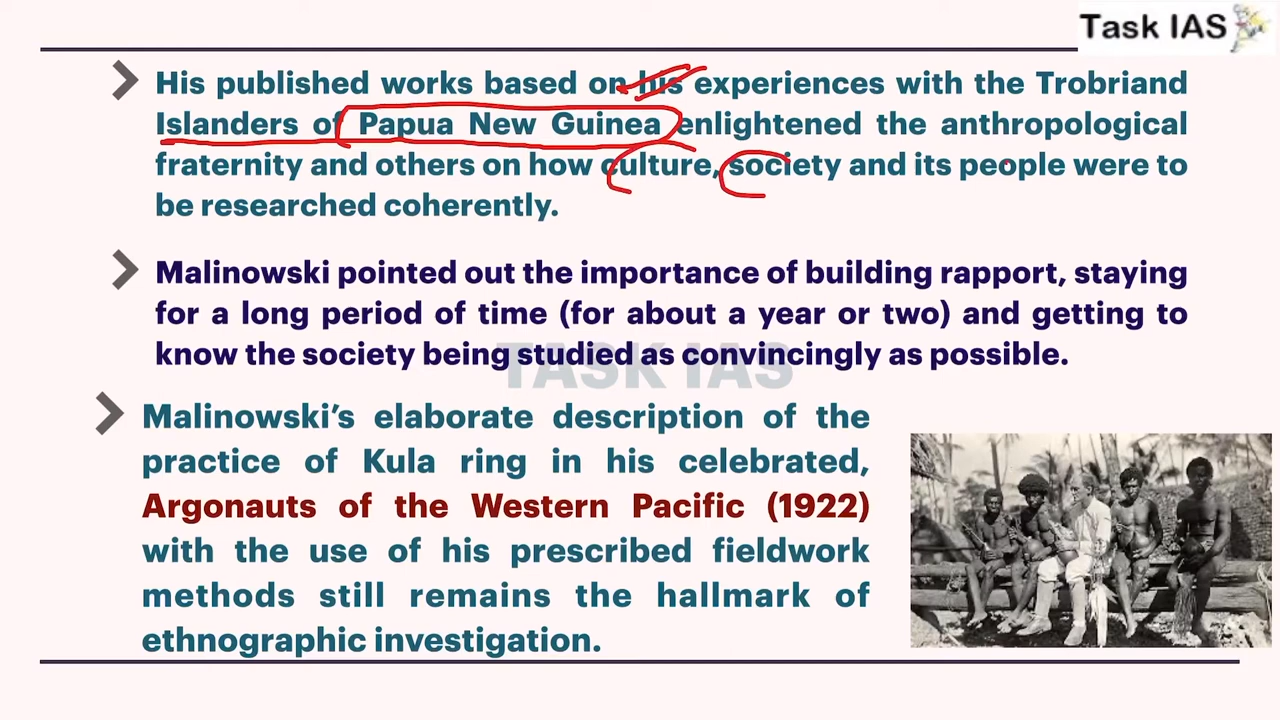 Task IAS
His published works based on his experiences with the Trobriand
Islanders of Papua New Guinea enlightened the anthropological
fraternity and others on how culture, society and its people were to
be researched coherently.
Malinowski pointed out the importance of building rapport, staying
for a long period of time (for about a year or two) and getting to
know the society being studied as convincingly as possible.
TASK IAS
Malinowski's elaborate description of the
practice of Kula ring in his celebrated,
Argonauts of the Western Pacific (1922)
with the use of his prescribed fieldwork
methods still remains the hallmark of
ethnographic investigation.